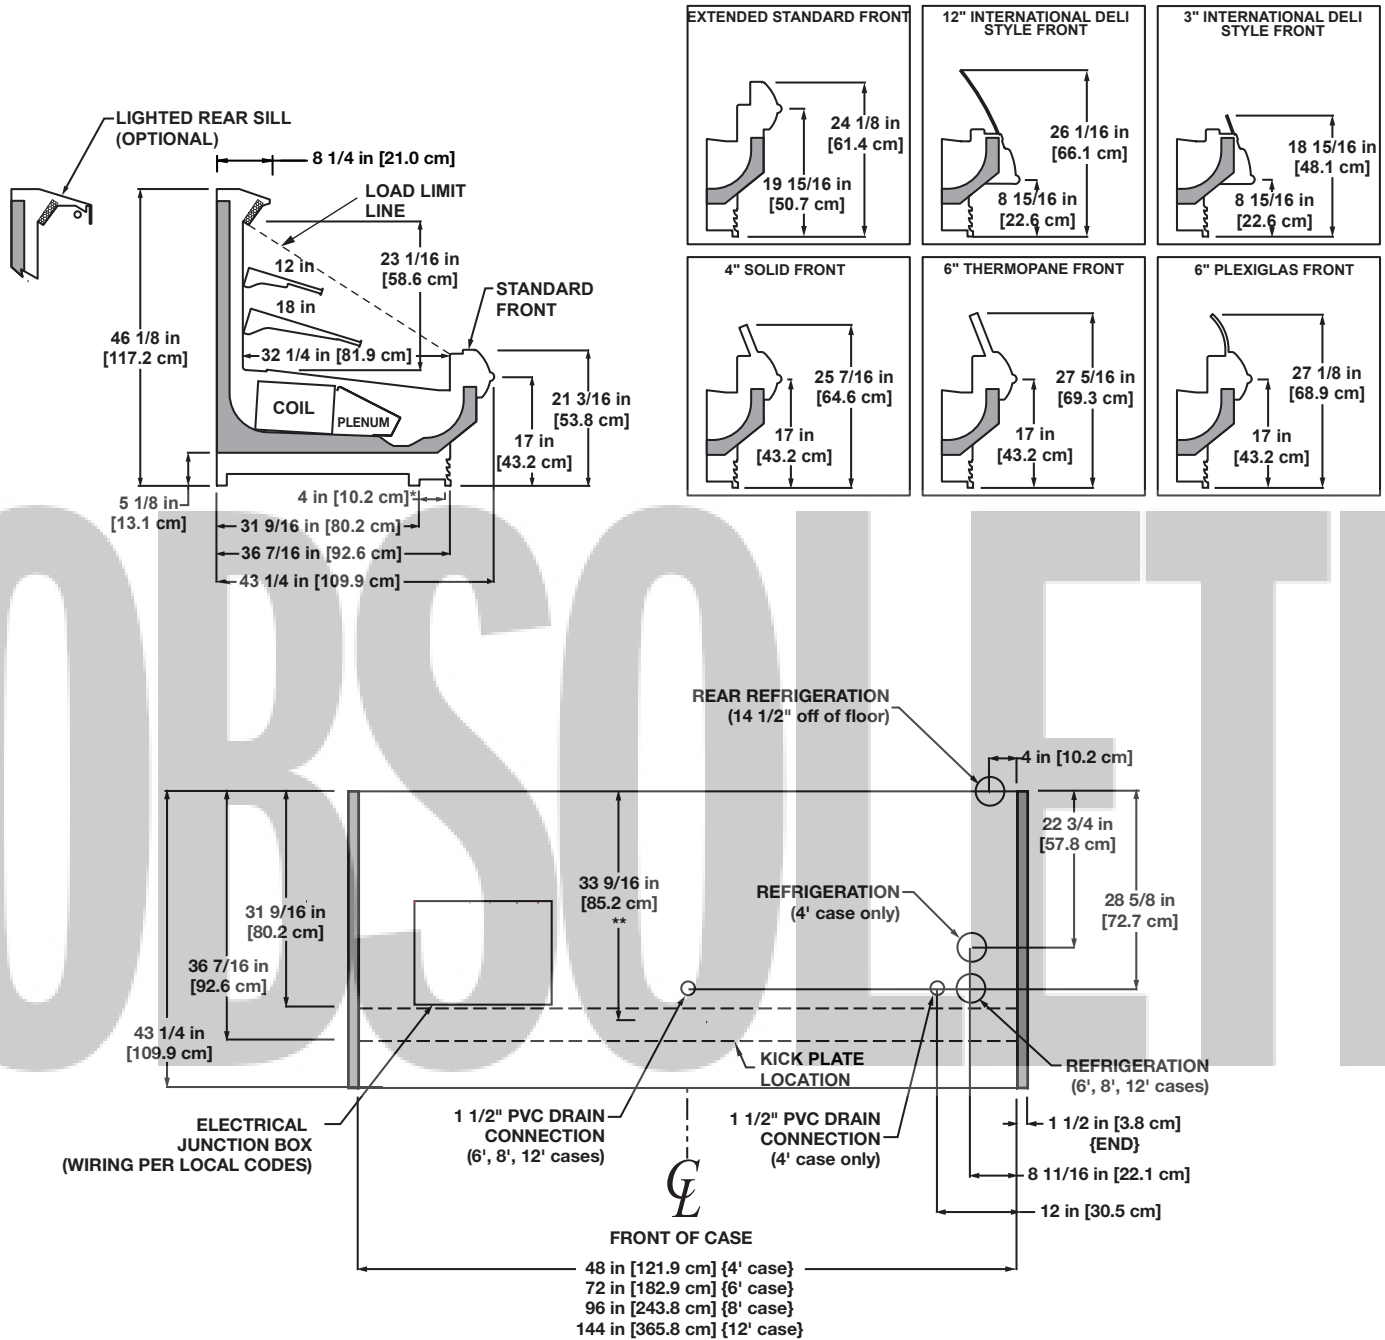 EXTENDED STANDARD FRONT
24 1/8 in
[61.4 cm]
19 15/16 in
[50.7 cm]
12" INTERNATIONAL DELI
STYLE FRONT
26 1/16 in
[66.1 cm]
8 15/16 in
[22.6 cm]
3" INTERNATIONAL DELI
STYLE FRONT
18 15/16 in
[48.1 cm]
8 15/16 in
[22.6 cm]
LIGHTED REAR SILL
(OPTIONAL)
8 1/4 in [21.0 cm]
LOAD LIMIT
LINE
23 1/16 in
[58.6 cm]
12 in
18 in
STANDARD
FRONT
46 1/8 in
[117.2 cm]
32 1/4 in [81.9 cm]
COIL
PLENUM
21 3/16 in
[53.8 cm]
17 in
[43.2 cm]
5 1/8 in
[13.1 cm]
4 in [10.2 cm]*
31 9/16 in [80.2 cm]
36 7/16 in [92.6 cm]
43 1/4 in [109.9 cm]
4" SOLID FRONT
25 7/16 in
[64.6 cm]
17 in
[43.2 cm]
6" THERMOPANE FRONT
27 5/16 in
[69.3 cm]
17 in
[43.2 cm]
6" PLEXIGLAS FRONT
27 1/8 in
[68.9 cm]
17 in
[43.2 cm]
OBSOLETE
REAR REFRIGERATION
(14 1/2" off of floor)
4 in [10.2 cm]
22 3/4 in
[57.8 cm]
28 5/8 in
[72.7 cm]
33 9/16 in
[85.2 cm]
**
REFRIGERATION
(4' case only)
31 9/16 in
[80.2 cm]
36 7/16 in
[92.6 cm]
43 1/4 in
[109.9 cm]
KICK PLATE
LOCATION
REFRIGERATION
(6', 8', 12' cases)
ELECTRICAL
JUNCTION BOX
(WIRING PER LOCAL CODES)
1 1/2" PVC DRAIN
CONNECTION
(6', 8', 12' cases)
1 1/2" PVC DRAIN
CONNECTION
(4' case only)
1 1/2 in [3.8 cm]
{END}
8 11/16 in [22.1 cm]
12 in [30.5 cm]
CL
FRONT OF CASE
48 in [121.9 cm] {4' case}
72 in [182.9 cm] {6' case}
96 in [243.8 cm] {8' case}
144 in [365.8 cm] {12' case}